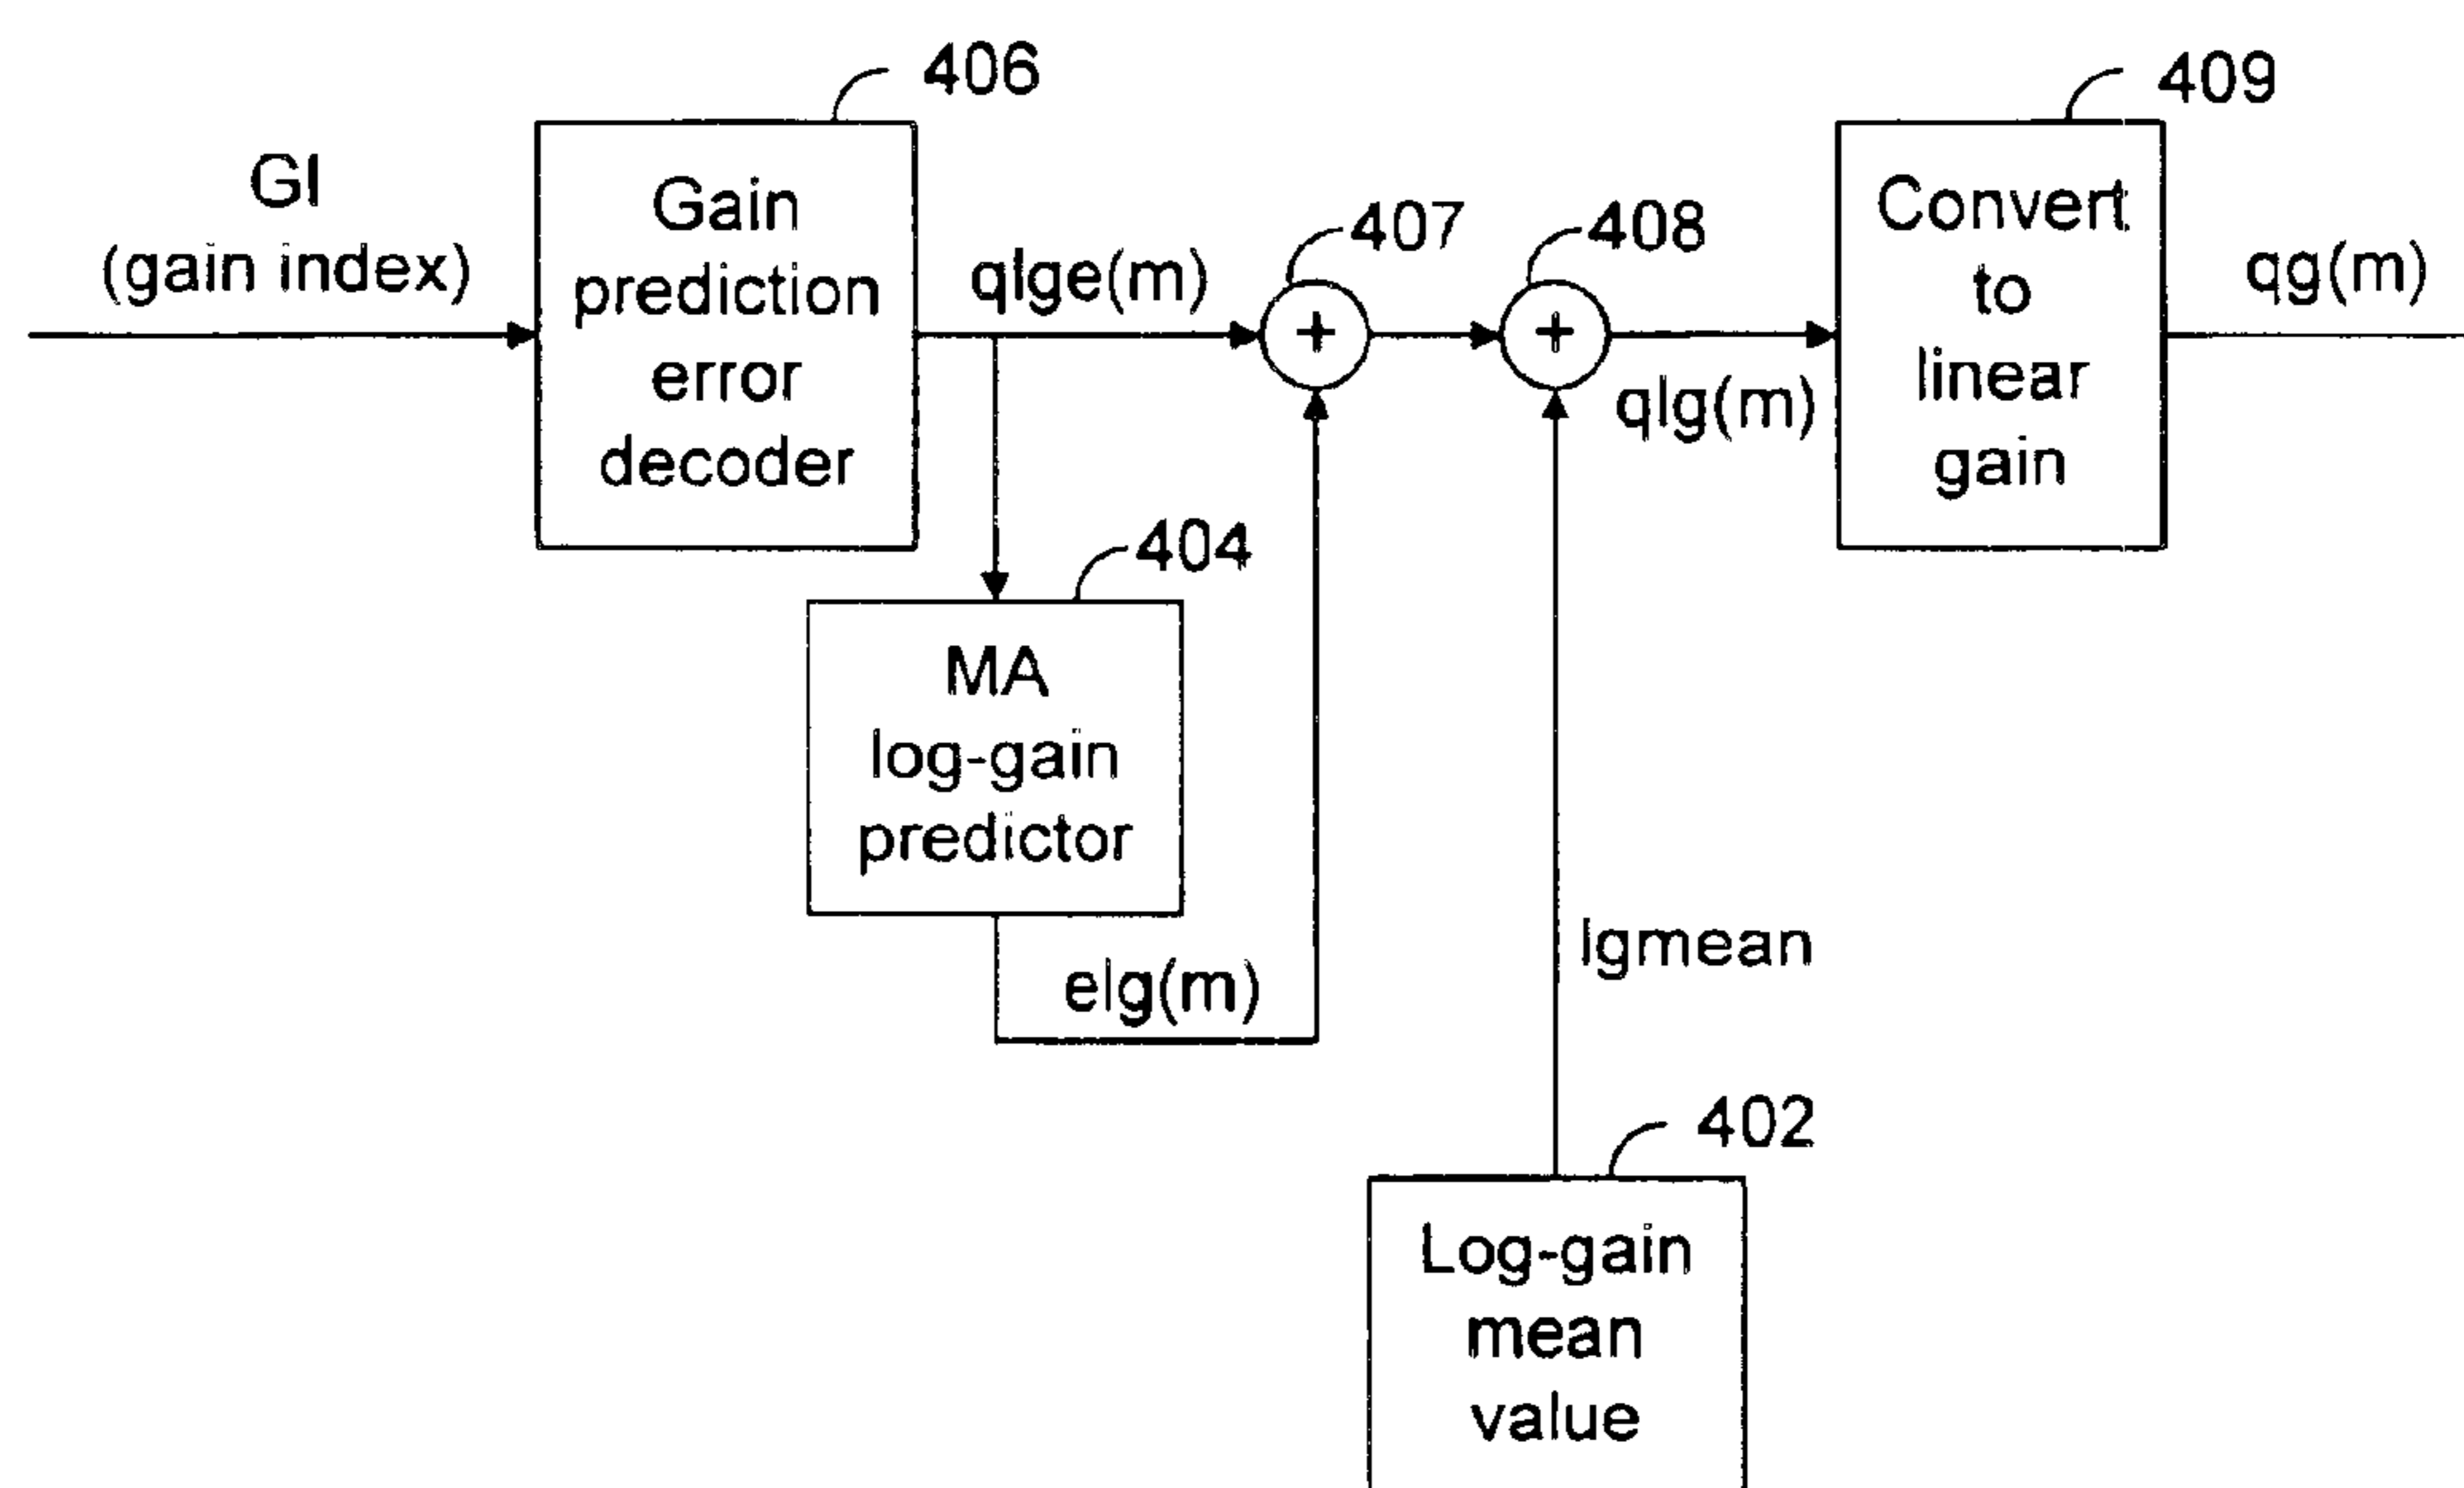 406
409
GI
(gain index)
Gain
prediction
error
decoder
qlge(m)
407
408
qlg(m)
Convert
to
linear
gain
qg(m)
+
+
404
MA
log-gain
predictor
elg(m)
lgmean
402
Log-gain
mean
value